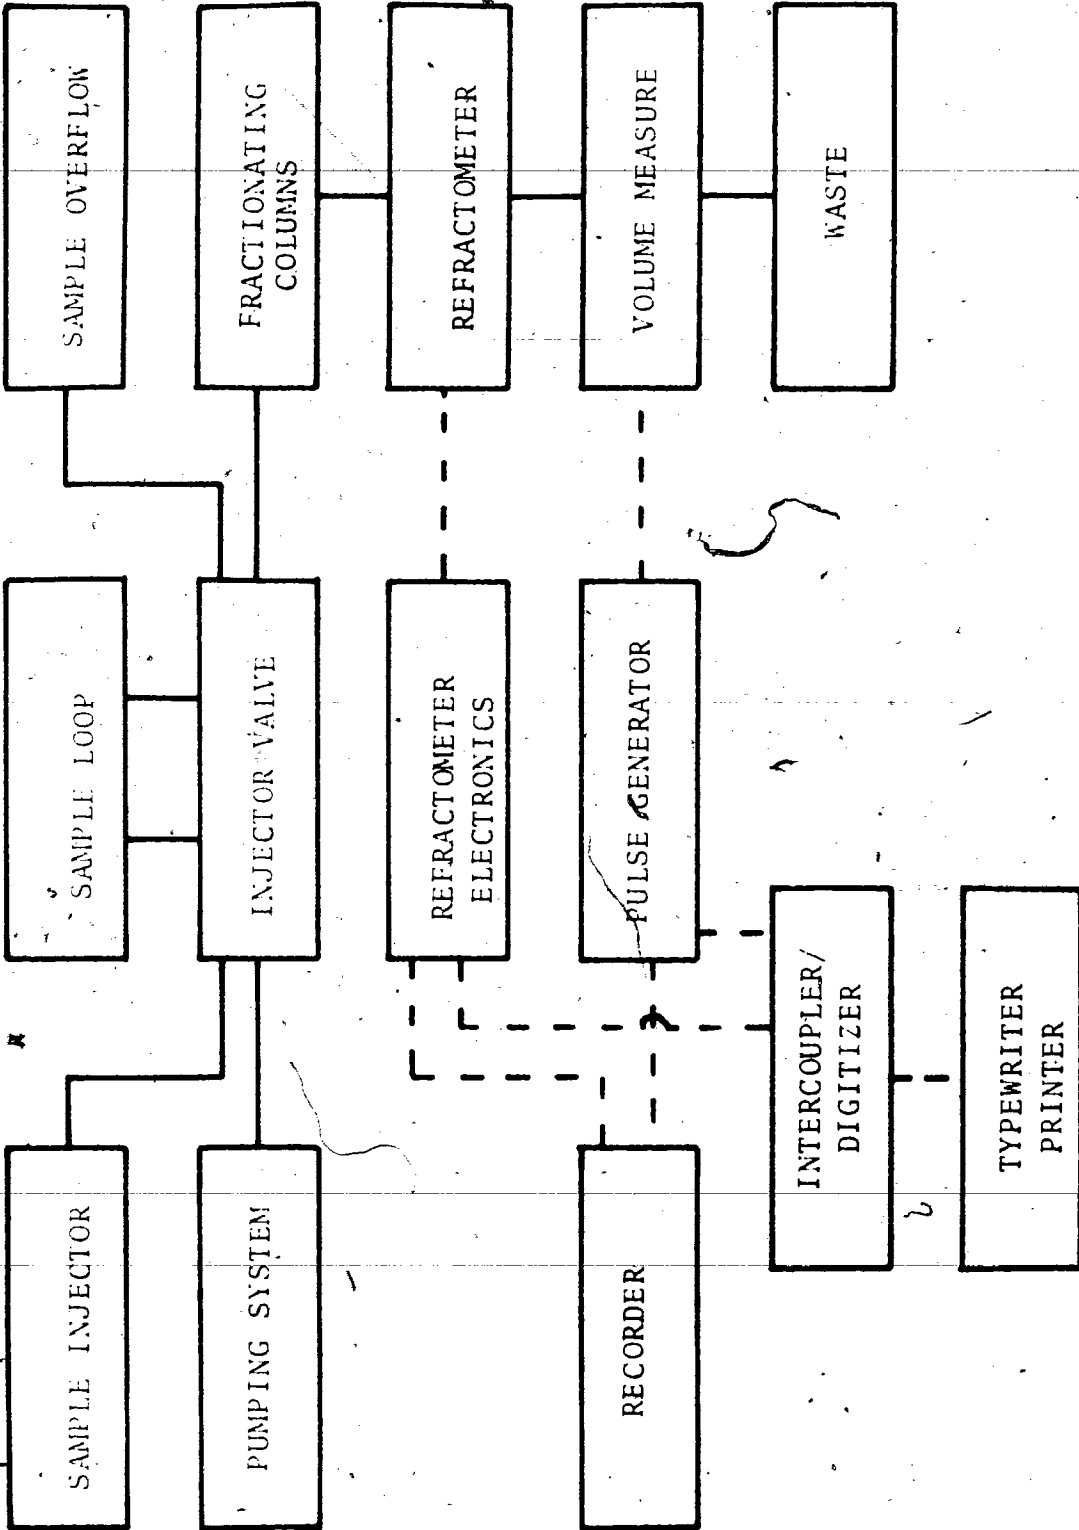 SAMPLE INJECTOR
SAMPLE LOOP
SAMPLE OVERFLOW
PUMPING SYSTEM
INJECTOR VALVE
FRACTIONATING
COLUMNS
REFRACTOMETER
ELECTRONICS
REFRACTOMETER
RECORDER
PULSE GENERATOR
VOLUME MEASURE
INTERCOUPLER/
DIGITIZER
WASTE
TYPEWRITER
PRINTER